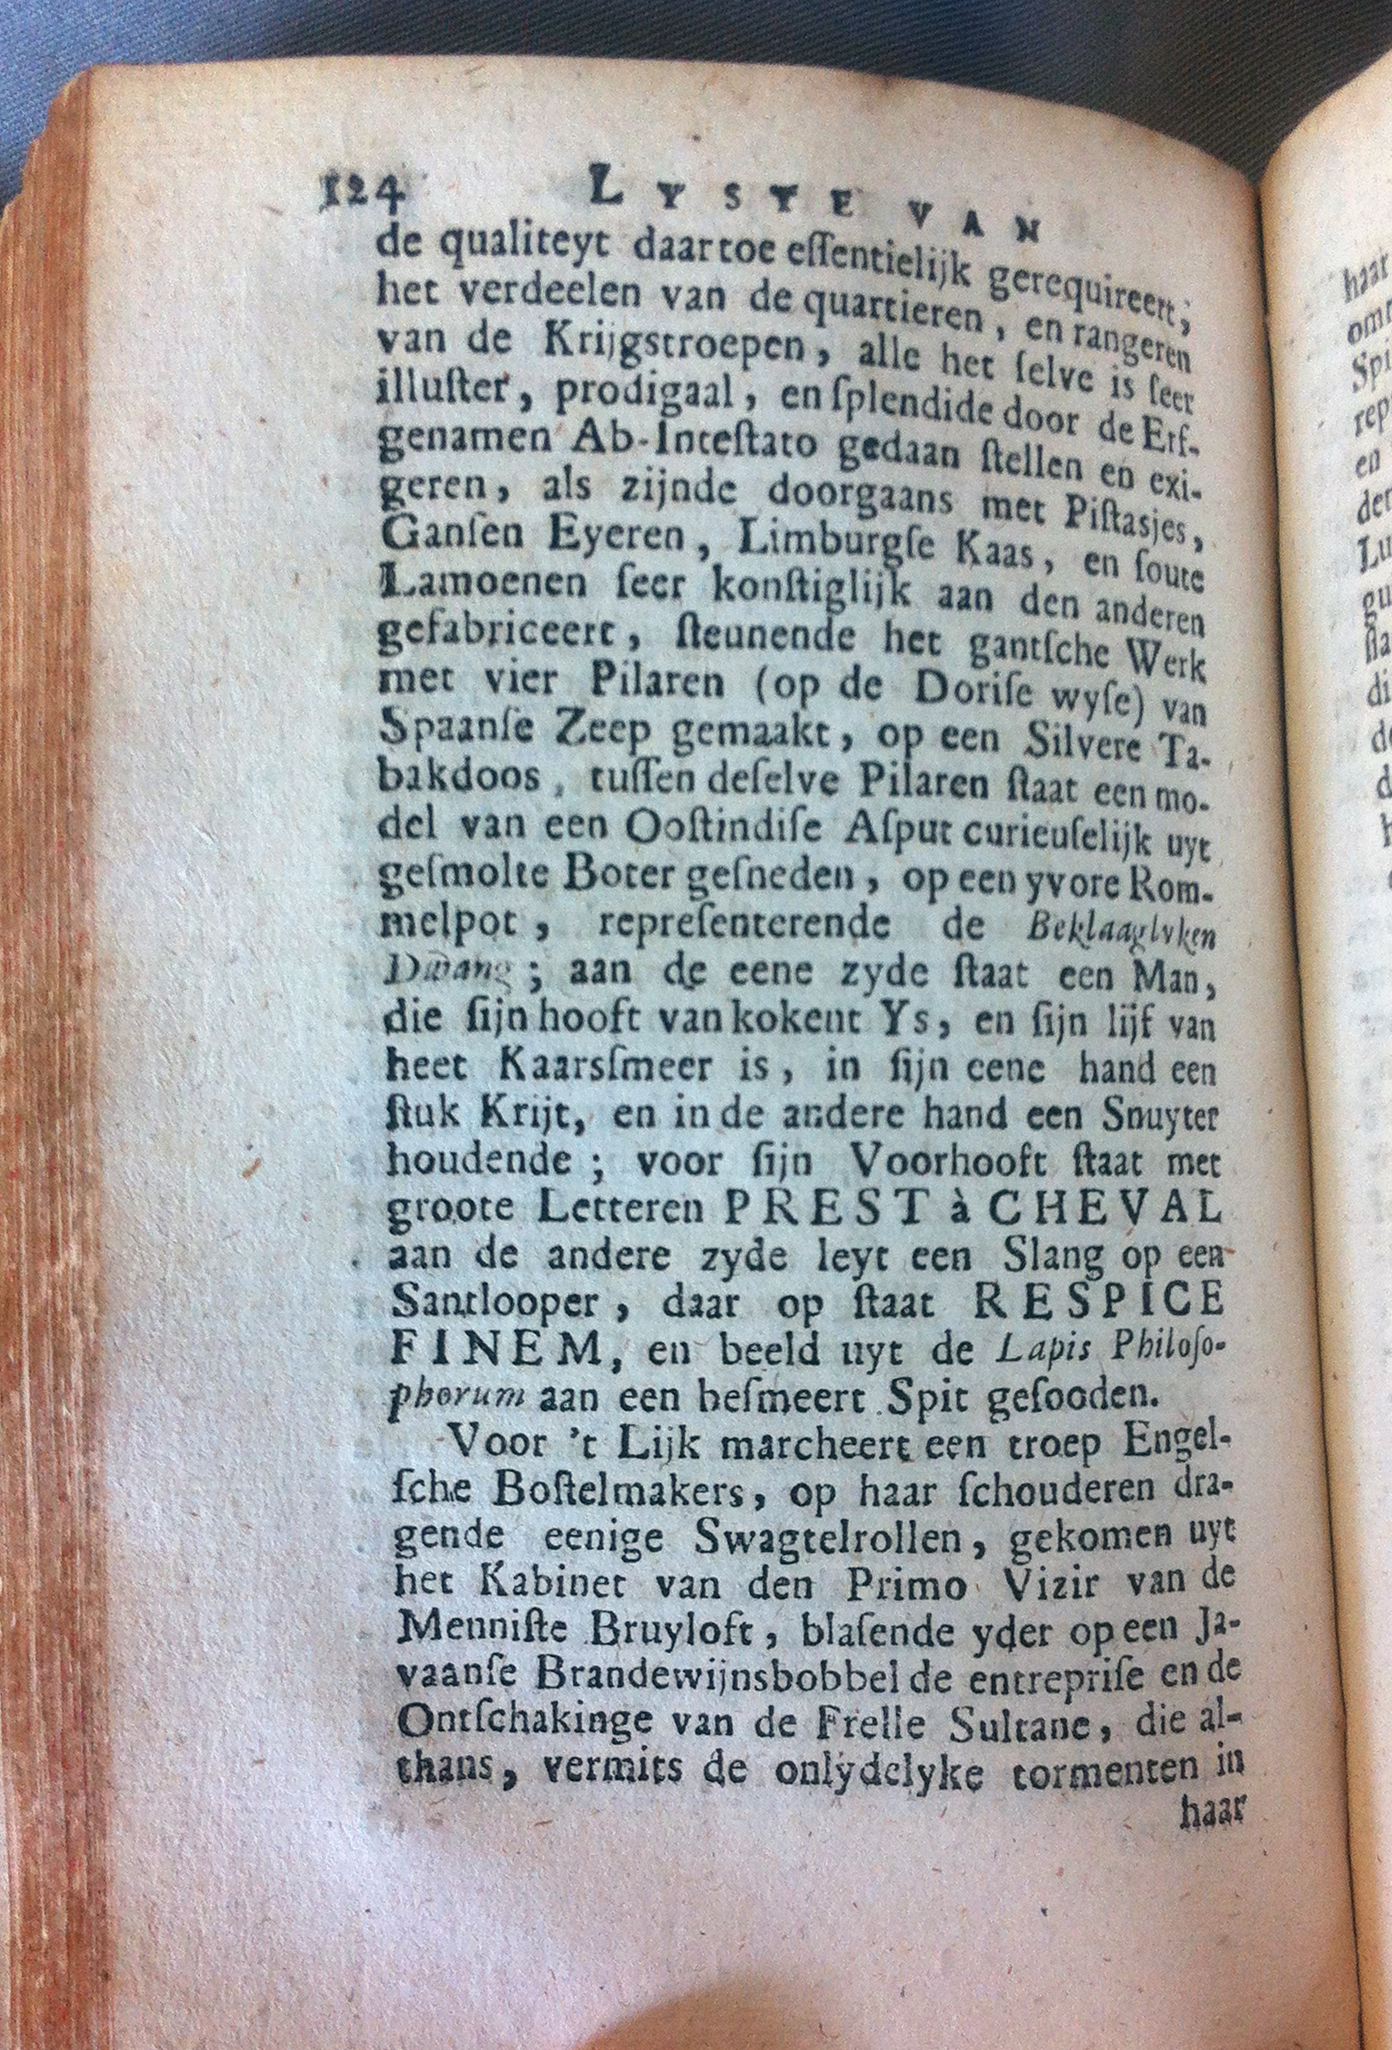 124 LYSTE VAN
de qualiteyt daartoe eſſentielijk gerequireert;
het verdeelen van de quartieren, en rangeren
van de Krijgstroepen, alle het ſelve is ſeer
illuſter, prodigaal, en ſplendide door de Erf-
genamen Ab-Inteſtato gedaan ſtellen en exi-
geren, als zijnde doorgaans met Piſtasjes,
Ganſen Eyeren, Limburgſe Kaas, en ſoute
Lamoenen ſeer konſtiglijk aan den anderen
gefabriceert, ſteunende het gantſche Werk
met vier Pilaren (op de Doriſe wyſe) van
Spaanſe Zeep gemaakt, op een Silvere Ta-
bakdoos, tuſſen deſelve Pilaren ſtaat een mo-
del van een Ooſtindiſe Aſput curieuſelijk uyt
geſmolte Boter geſneden, op een yvore Rom-
melpot, repreſenterende de Beklaaglyken
Dwang; aan de eene zyde ſtaat een Man,
die ſijn hooft van kokent Ys, en ſijn lijf van
heet Kaarsſmeer is, in ſijn eene hand een
ſtuk Krijt, en in de andere hand een Snuyter
houdende; voor ſijn Voorhooft ſtaat met
groote Letteren PREST à CHEVAL
aan de andere zyde leyt een Slang op een
Santlooper, daar op ſtaat RESPICE
FINEM, en beeld uyt de Lapis Philoſo-
phorum aan een beſmeert Spit geſooden.
Voor 't Lijk marcheert een troep Engel-
ſche Boſtelmakers, op haar ſchouderen dra-
gende eenige Swagtelrollen, gekomen uyt
het Kabinet van den Primo Vizir van de
Menniſte Bruyloft, blaſende yder op een Ja-
vaanſe Brandewijnsbobbel de entrepriſe en de
Ontſchakinge van de Frelle Sultane, die al-
thans, vermits de onlydelyke tormenten in
haar
haar
Spi
rep
en
der
Lu
gu
ſta
di